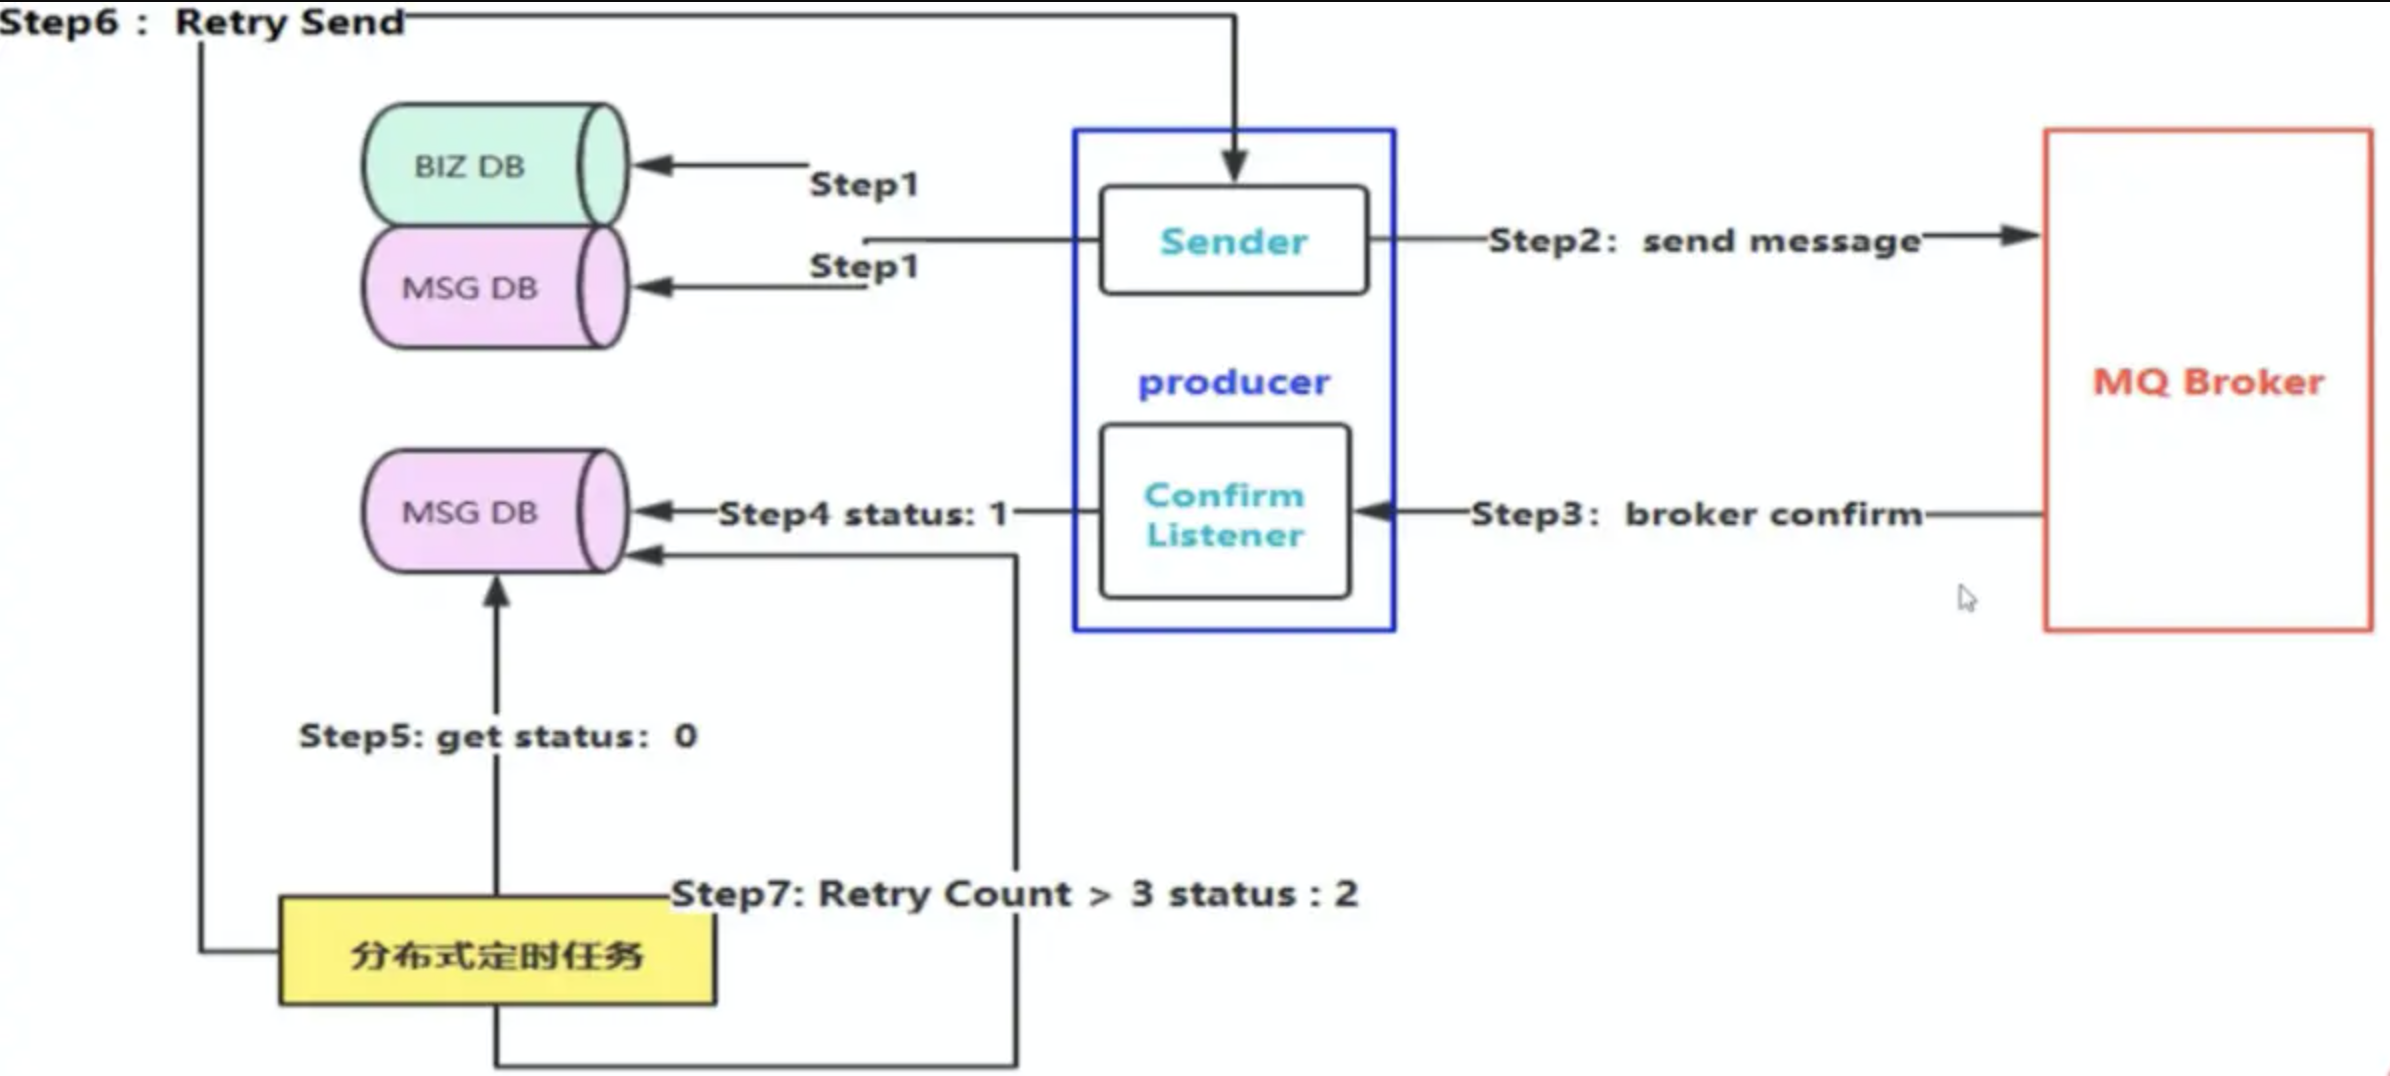 Step6： Retry Send
BIZ DB
Step1
Sender
Step2： send message
Step1
MSG DB
producer
MQ Broker
MSG DB
Step4 status: 1
Confirm
Listener
Step3： broker confirm
Step5: get status： 0
Step7: Retry Count > 3 status : 2
分布式定时任务